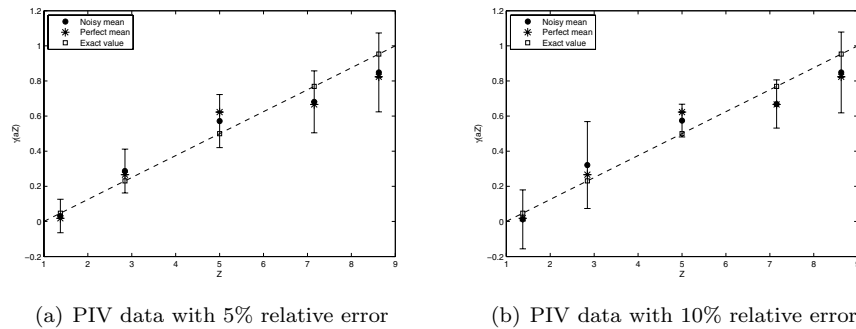 1.2
1
0.8
0.6
0.4
0.2
0
−0.2
γ(aZ)
Noisy mean
Perfect mean
Exact value
1 2 3 4 5 6 7 8 9
Z
(a) PIV data with 5% relative error
1.2
1
0.8
0.6
0.4
0.2
0
−0.2
γ(aZ)
Noisy mean
Perfect mean
Exact value
1 2 3 4 5 6 7 8 9
Z
(b) PIV data with 10% relative error